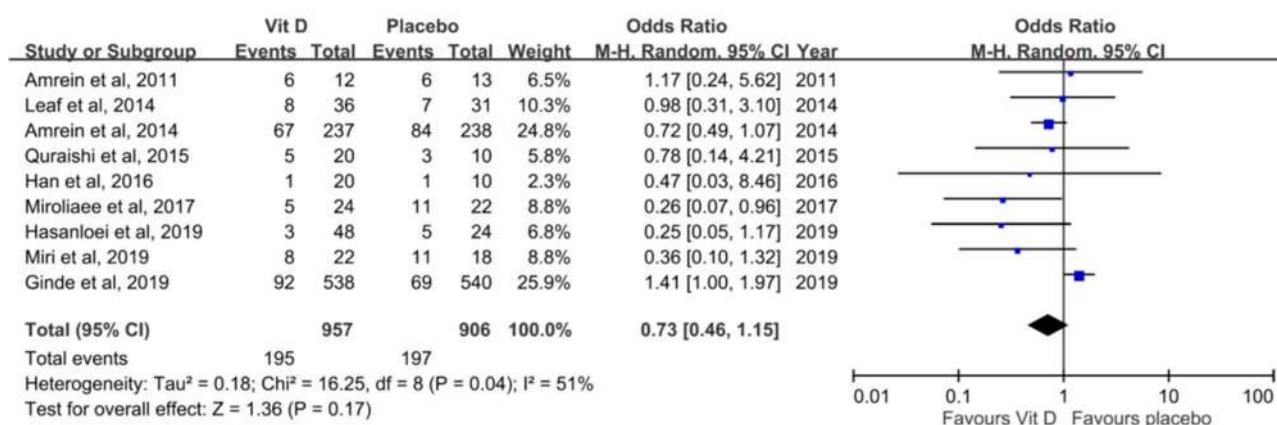 Vit D Placebo Odds Ratio Odds Ratio
Study or Subgroup Events Total Events Total Weight M-H. Random. 95% CI Year M-H. Random. 95% CI
Amrein et al, 2011 6 12 6 13 6.5% 1.17 [0.24, 5.62] 2011
Leaf et al, 2014 8 36 7 31 10.3% 0.98 [0.31, 3.10] 2014
Amrein et al, 2014 67 237 84 238 24.8% 0.72 [0.49, 1.07] 2014
Quraishi et al, 2015 5 20 3 10 5.8% 0.78 [0.14, 4.21] 2015
Han et al, 2016 1 20 1 10 2.3% 0.47 [0.03, 8.46] 2016
Miroliaee et al, 2017 5 24 11 22 8.8% 0.26 [0.07, 0.96] 2017
Hasanloei et al, 2019 3 48 5 24 6.8% 0.25 [0.05, 1.17] 2019
Miri et al, 2019 8 22 11 18 8.8% 0.36 [0.10, 1.32] 2019
Ginde et al, 2019 92 538 69 540 25.9% 1.41 [1.00, 1.97] 2019
Total (95% CI) 957 906 100.0% 0.73 [0.46, 1.15]
Total events 195 197
Heterogeneity: Tau² = 0.18; Chi² = 16.25, df = 8 (P = 0.04); I² = 51%
Test for overall effect: Z = 1.36 (P = 0.17)
0.01 0.1 1 10 100
Favours Vit D Favours placebo